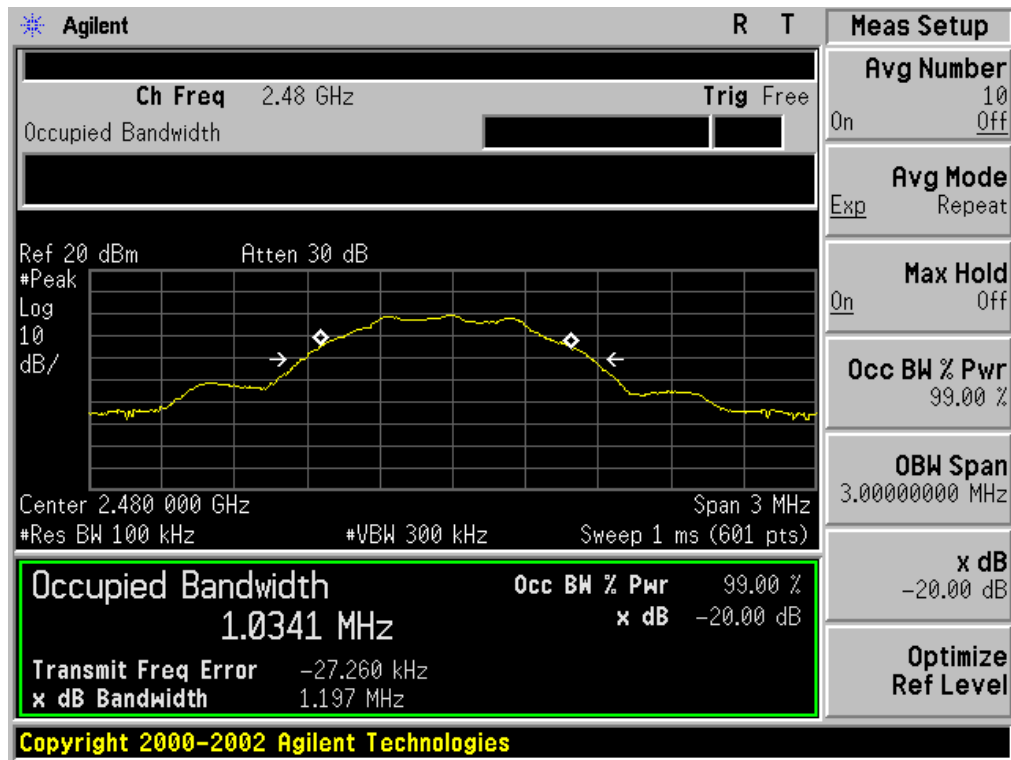 Agilent R T
Ch Freq 2.48 GHz Trig Free
Occupied Bandwidth
Ref 20 dBm Atten 30 dB
#Peak
Log
10
dB/
Center 2.480 000 GHz Span 3 MHz
#Res BW 100 kHz #VBW 300 kHz Sweep 1 ms (601 pts)
Occupied Bandwidth Occ BW % Pwr 99.00 %
1.0341 MHz x dB -20.00 dB
Transmit Freq Error -27.260 kHz
x dB Bandwidth 1.197 MHz
Copyright 2000-2002 Agilent Technologies
Meas Setup
Avg Number
10
On Off
Avg Mode
Exp Repeat
Max Hold
On Off
Occ BW % Pwr
99.00 %
OBW Span
3.00000000 MHz
x dB
-20.00 dB
Optimize
Ref Level